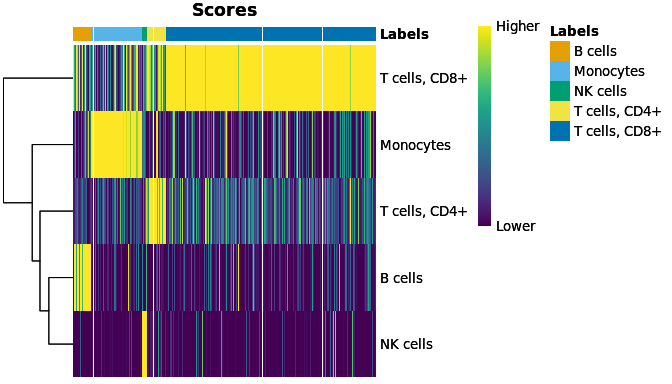 Scores
Labels
T cells, CD8+
Monocytes
T cells, CD4+
B cells
NK cells
Higher
Lower
Labels
B cells
Monocytes
NK cells
T cells, CD4+
T cells, CD8+